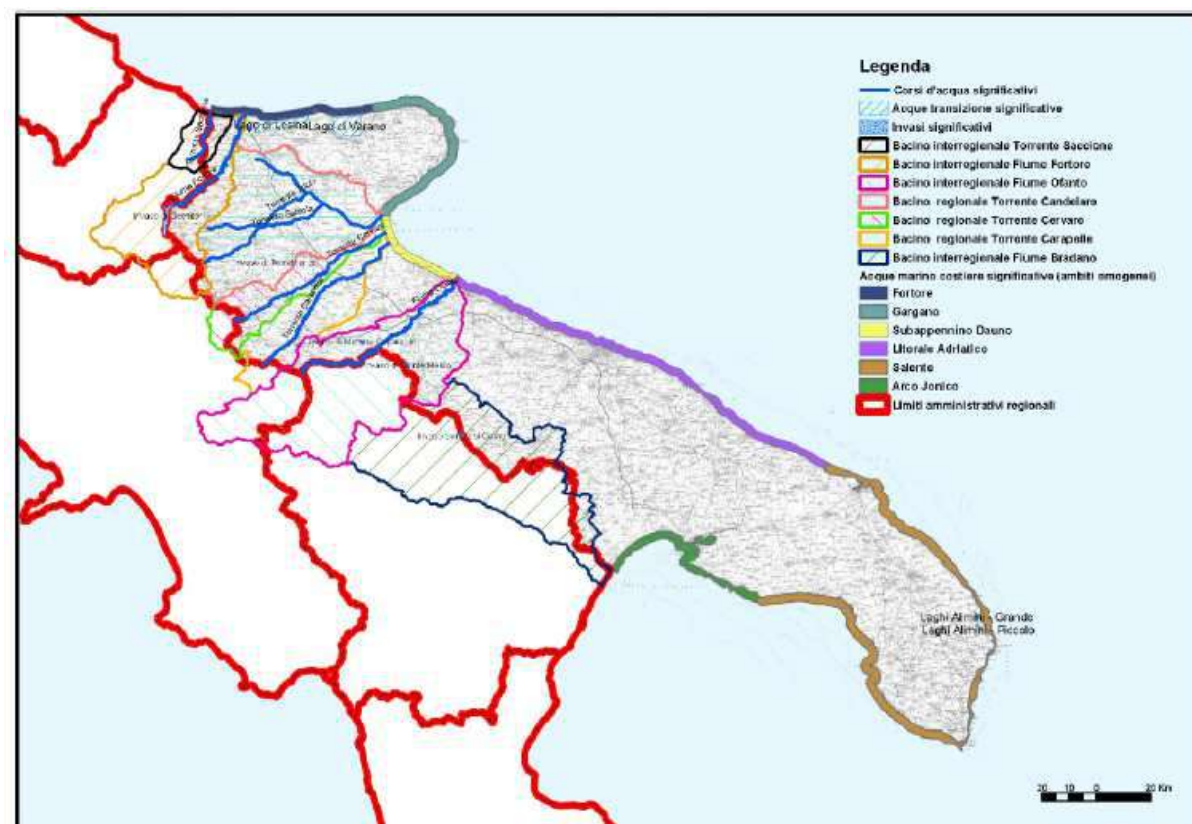 Legenda
Corsi d'acqua significativi
Acque transizione significative
Invasi significativi
Bacino interregionale Torrente Saccione
Bacino interregionale Fiume Fortore
Bacino interregionale Fiume Ofanto
Bacino regionale Torrente Candelaro
Bacino regionale Torrente Cervaro
Bacino regionale Torrente Carapelle
Bacino interregionale Fiume Bradano
Acque marino costiere significative (ambiti omogenei)
Fortore
Gargano
Subappennino Dauno
Litorale Adriatico
Salento
Arco Jonico
Limiti amministrativi regionali
Lago di Lesina
Lago di Varano
Torrente
Torrente
Torrente
Laghi Alimini - Grande
Laghi Alimini - Piccolo
20 10 0 20 Km